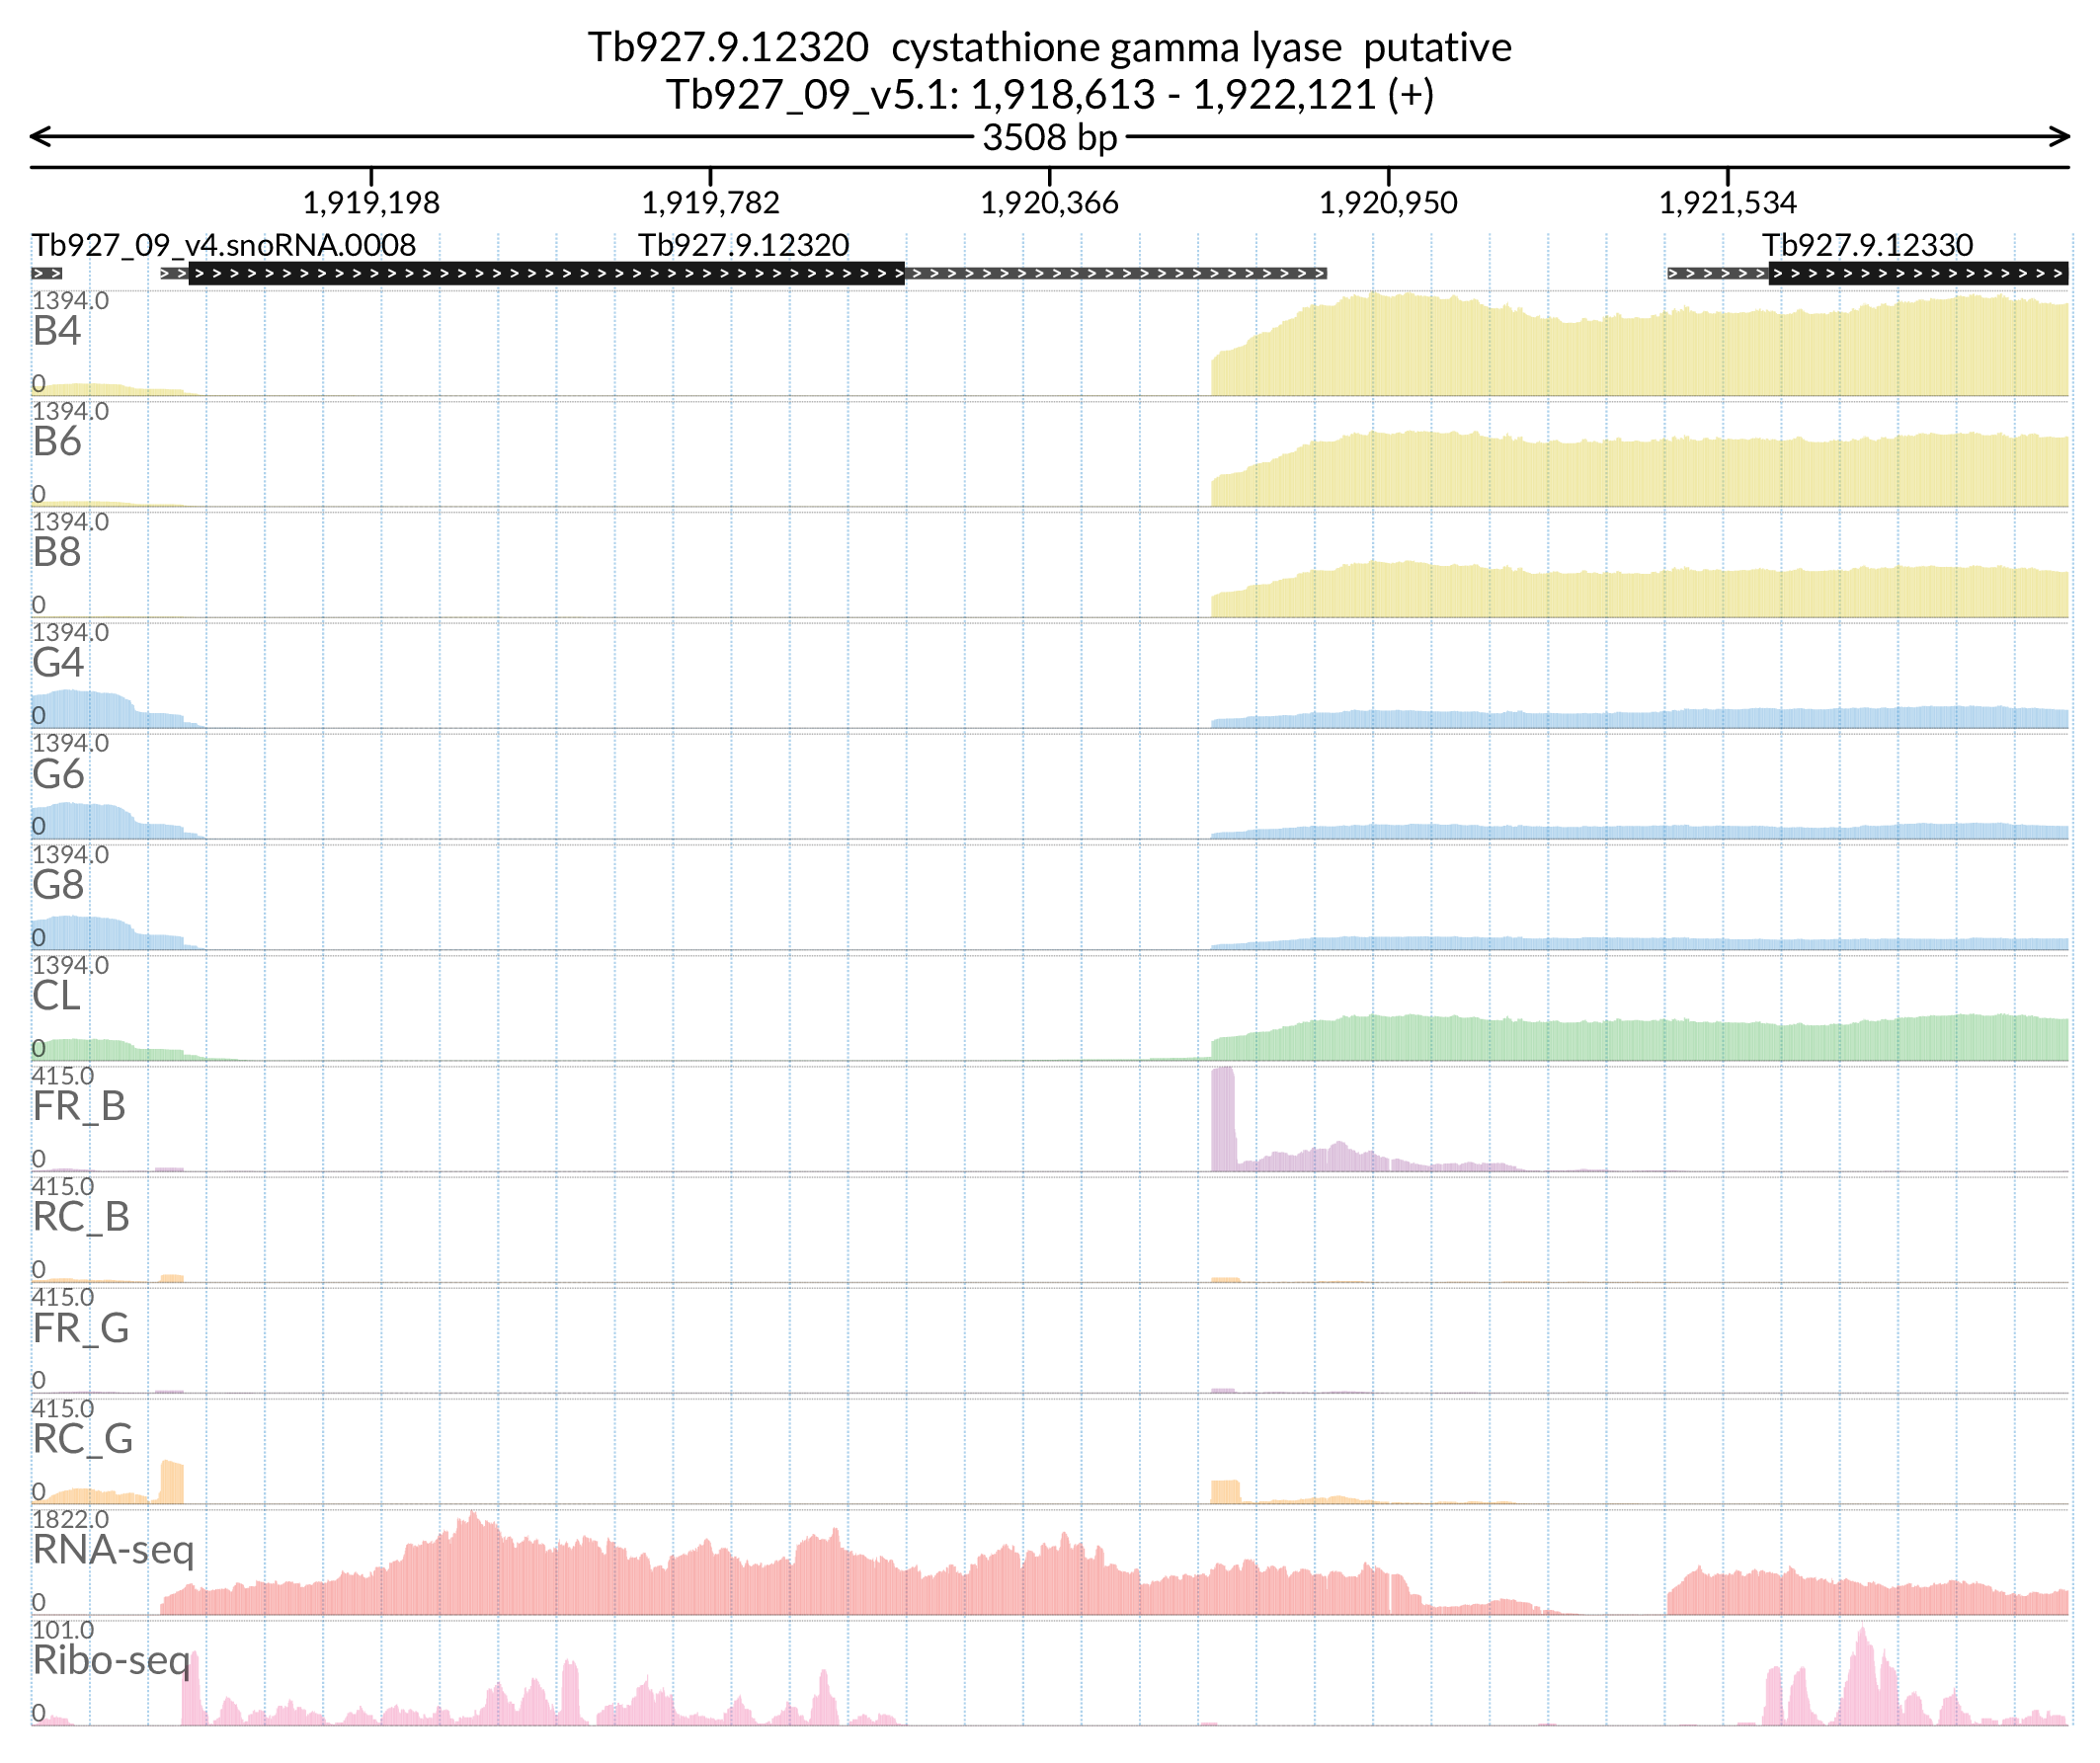 Tb927.9.12320  cystathione gamma lyase  putative
Tb927_09_v5.1: 1,918,613 - 1,922,121 (+)
3508 bp
1,919,198 1,919,782 1,920,366 1,920,950 1,921,534
Tb927_09_v4.snoRNA.0008 Tb927.9.12320 Tb927.9.12330
1394.0
B4
0
1394.0
B6
0
1394.0
B8
0
1394.0
G4
0
1394.0
G6
0
1394.0
G8
0
1394.0
CL
0
415.0
FR_B
0
415.0
RC_B
0
415.0
FR_G
0
415.0
RC_G
0
1822.0
RNA-seq
0
101.0
Ribo-seq
0